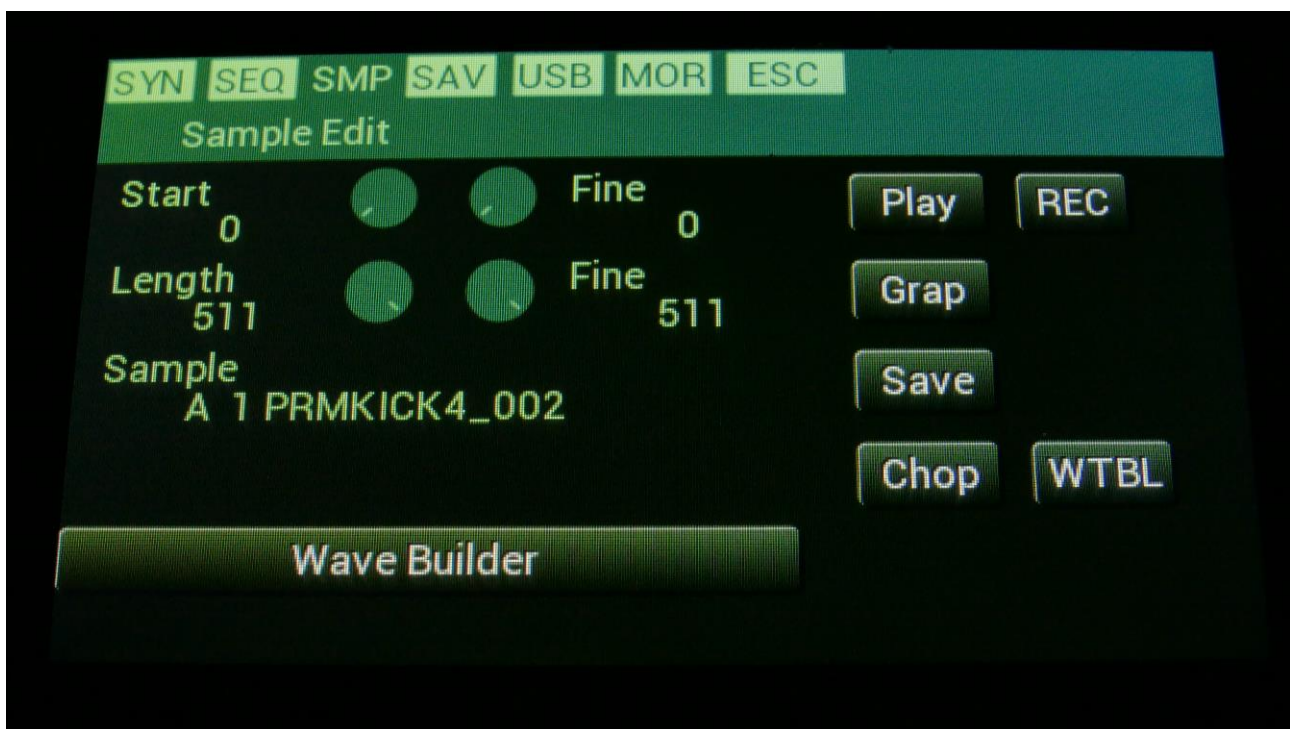 SYN SEQ SMP SAV USB MOR ESC
Sample Edit
Start Fine Play REC
0 0
Length Fine Grap
511 511
Sample Save
A 1 PRMKICK4_002
Chop WTBL
Wave Builder